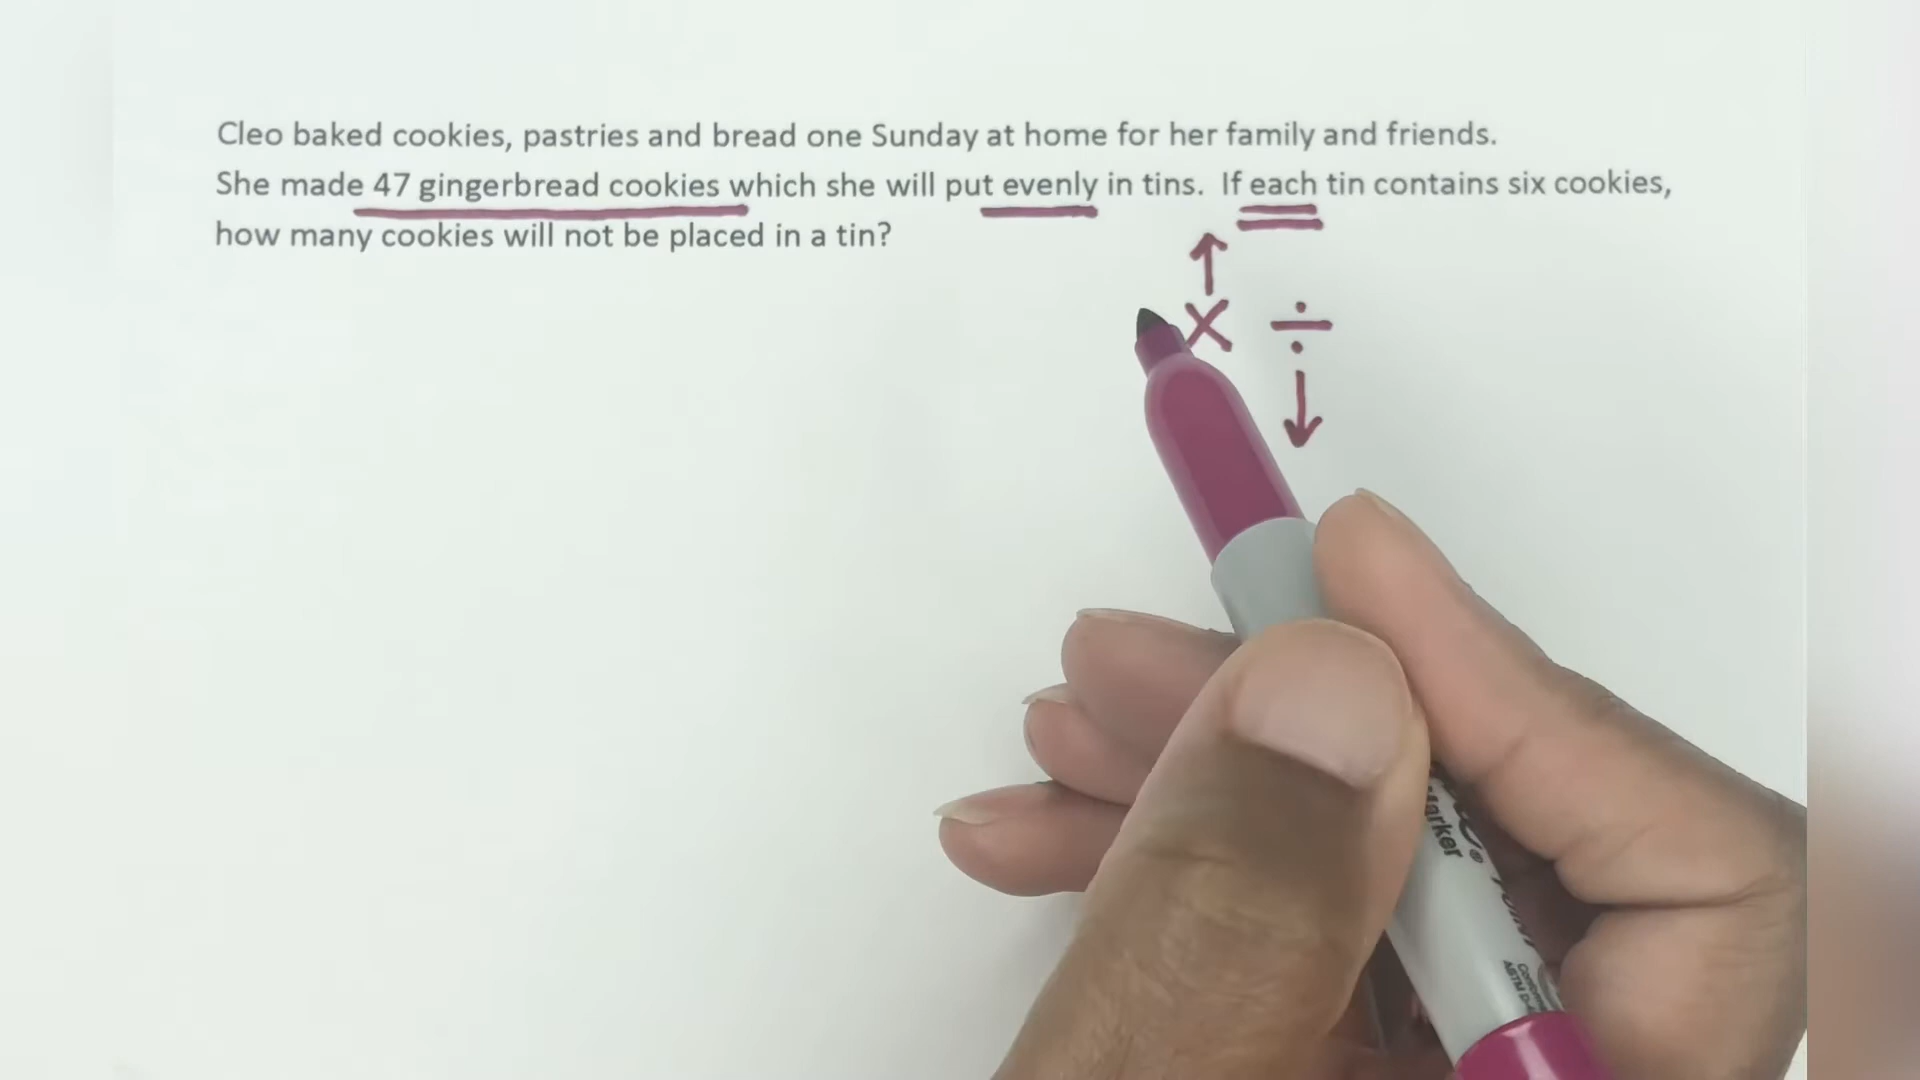 Cleo baked cookies, pastries and bread one Sunday at home for her family and friends.
She made 47 gingerbread cookies which she will put evenly in tins. If each tin contains six cookies,
how many cookies will not be placed in a tin?
↑
× ÷
↓
Marker